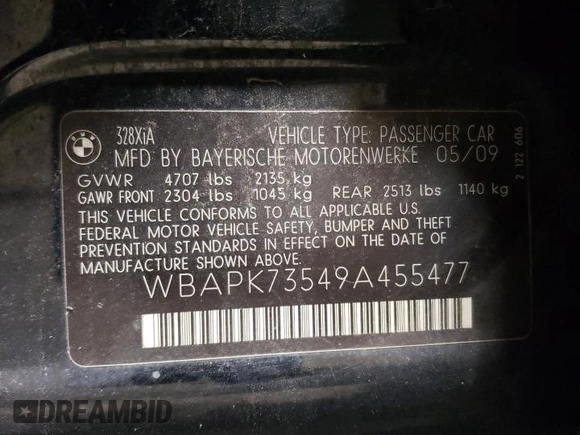 BMW
328XiA VEHICLE TYPE: PASSENGER CAR
MFD BY BAYERISCHE MOTORENWERKE 05/09
GVWR 4707 lbs 2135 kg
GAWR FRONT 2304 lbs 1045 kg REAR 2513 lbs 1140 kg
THIS VEHICLE CONFORMS TO ALL APPLICABLE U.S.
FEDERAL MOTOR VEHICLE SAFETY, BUMPER AND THEFT
PREVENTION STANDARDS IN EFFECT ON THE DATE OF
MANUFACTURE SHOWN ABOVE.
WBAPK73549A455477
2 122 606
DREAMBID